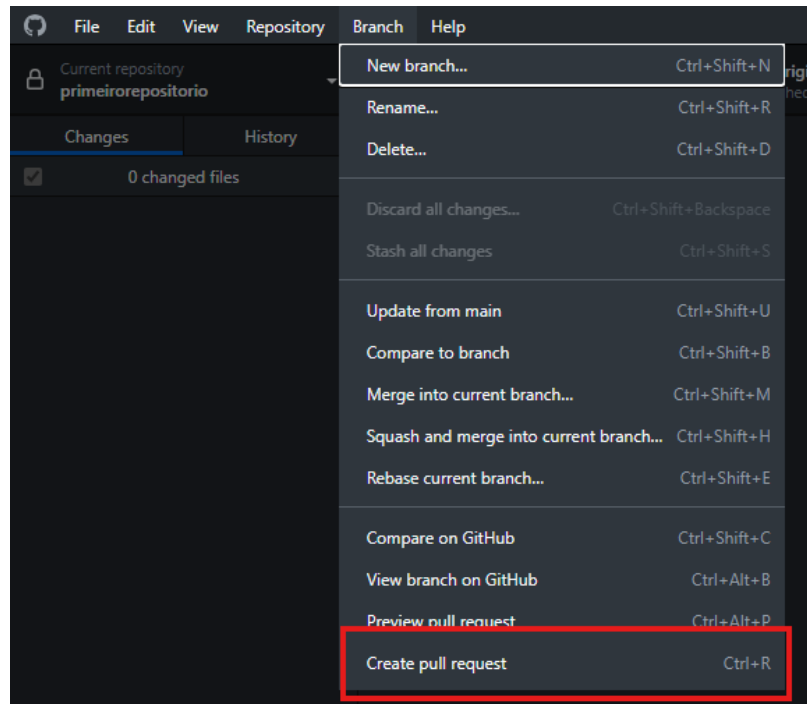 File Edit View Repository Branch Help
Current repository
primeirorepositorio
Changes History
0 changed files
New branch... Ctrl+Shift+N
Rename... Ctrl+Shift+R
Delete... Ctrl+Shift+D
Discard all changes... Ctrl+Shift+Backspace
Stash all changes Ctrl+Shift+S
Update from main Ctrl+Shift+U
Compare to branch Ctrl+Shift+B
Merge into current branch... Ctrl+Shift+M
Squash and merge into current branch... Ctrl+Shift+H
Rebase current branch... Ctrl+Shift+E
Compare on GitHub Ctrl+Shift+C
View branch on GitHub Ctrl+Alt+B
Preview pull request Ctrl+Alt+P
Create pull request Ctrl+R